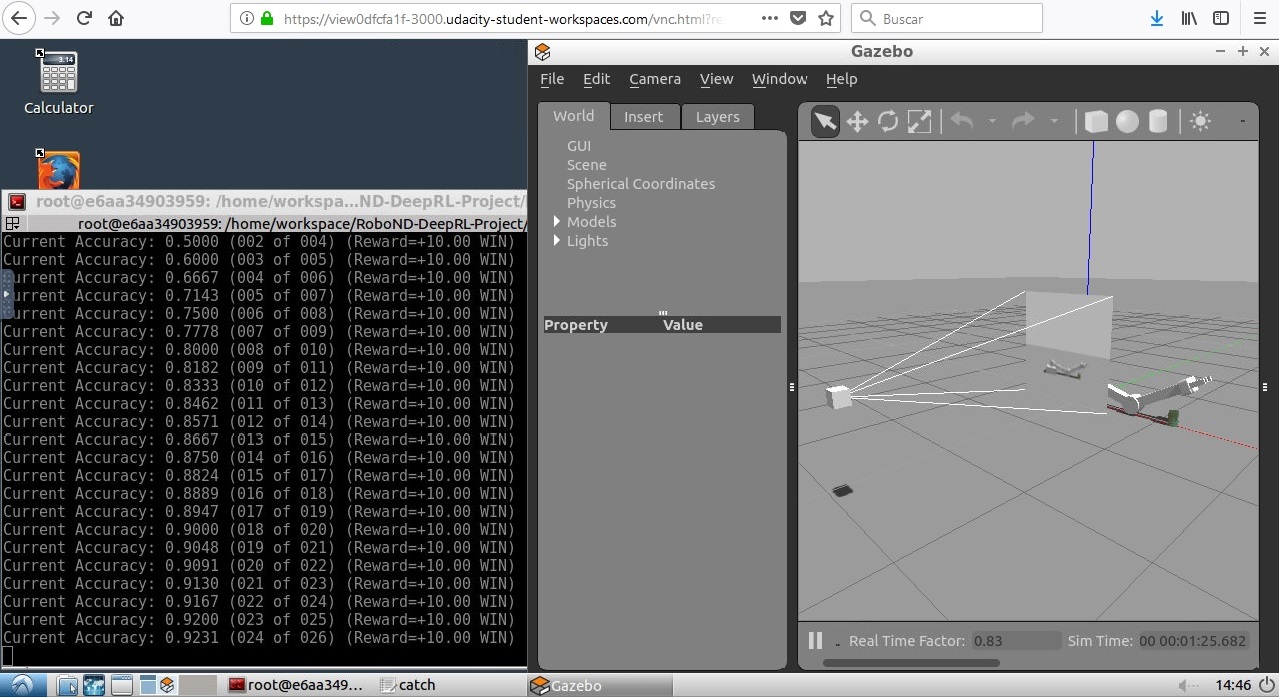 https://view0dfcfa1f-3000.udacity-student-workspaces.com/vnc.html?re
Buscar
3.14
Calculator
Gazebo
File Edit Camera View Window Help
World Insert Layers
GUI
Scene
Spherical Coordinates
Physics
Models
Lights
Property Value
root@e6aa34903959: /home/workspa...ND-DeepRL-Project/
root@e6aa34903959: /home/workspace/RoboND-DeepRL-Project/
Current Accuracy: 0.5000 (002 of 004) (Reward=+10.00 WIN)
Current Accuracy: 0.6000 (003 of 005) (Reward=+10.00 WIN)
Current Accuracy: 0.6667 (004 of 006) (Reward=+10.00 WIN)
urrent Accuracy: 0.7143 (005 of 007) (Reward=+10.00 WIN)
urrent Accuracy: 0.7500 (006 of 008) (Reward=+10.00 WIN)
Current Accuracy: 0.7778 (007 of 009) (Reward=+10.00 WIN)
Current Accuracy: 0.8000 (008 of 010) (Reward=+10.00 WIN)
Current Accuracy: 0.8182 (009 of 011) (Reward=+10.00 WIN)
Current Accuracy: 0.8333 (010 of 012) (Reward=+10.00 WIN)
Current Accuracy: 0.8462 (011 of 013) (Reward=+10.00 WIN)
Current Accuracy: 0.8571 (012 of 014) (Reward=+10.00 WIN)
Current Accuracy: 0.8667 (013 of 015) (Reward=+10.00 WIN)
Current Accuracy: 0.8750 (014 of 016) (Reward=+10.00 WIN)
Current Accuracy: 0.8824 (015 of 017) (Reward=+10.00 WIN)
Current Accuracy: 0.8889 (016 of 018) (Reward=+10.00 WIN)
Current Accuracy: 0.8947 (017 of 019) (Reward=+10.00 WIN)
Current Accuracy: 0.9000 (018 of 020) (Reward=+10.00 WIN)
Current Accuracy: 0.9048 (019 of 021) (Reward=+10.00 WIN)
Current Accuracy: 0.9091 (020 of 022) (Reward=+10.00 WIN)
Current Accuracy: 0.9130 (021 of 023) (Reward=+10.00 WIN)
Current Accuracy: 0.9167 (022 of 024) (Reward=+10.00 WIN)
Current Accuracy: 0.9200 (023 of 025) (Reward=+10.00 WIN)
Current Accuracy: 0.9231 (024 of 026) (Reward=+10.00 WIN)
Real Time Factor: 0.83 Sim Time: 00 00:01:25.682
root@e6aa349... catch Gazebo 14:46